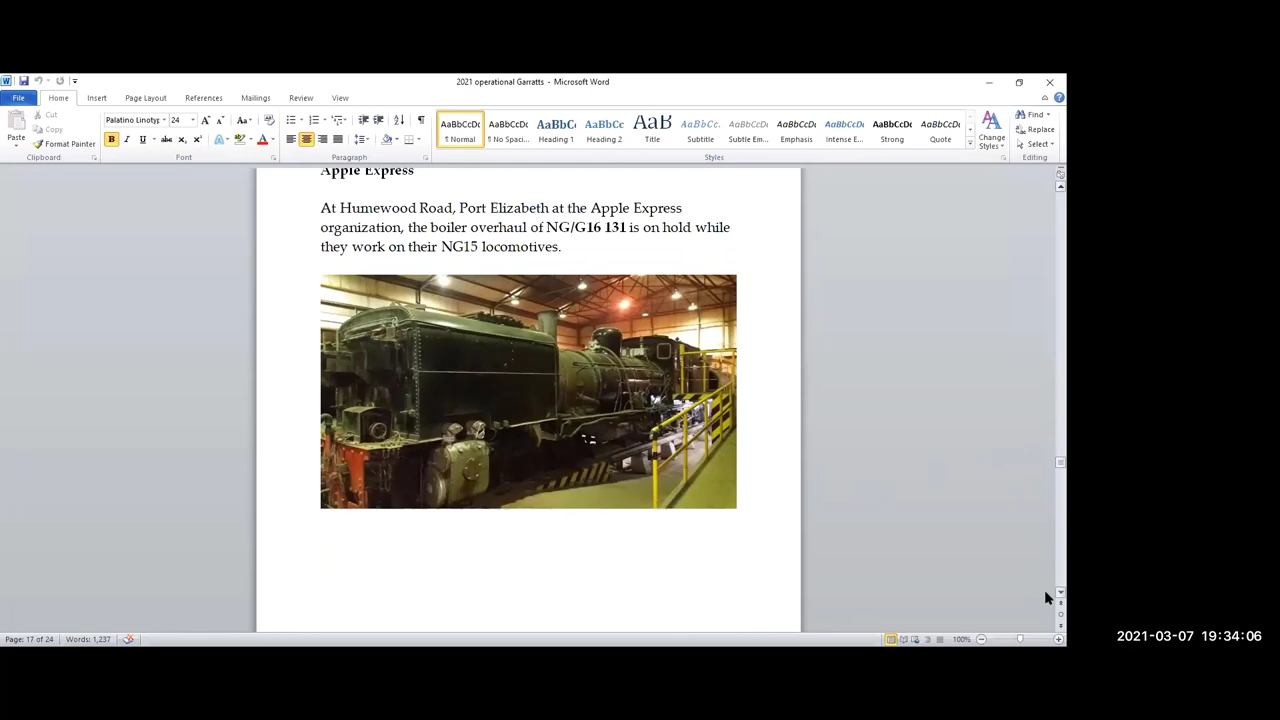 2021 operational Garratts - Microsoft Word
File Home Insert Page Layout References Mailings Review View
Paste
Cut
Copy
Format Painter
Clipboard
Palatino Linoty 24
Font
Paragraph
AaBbCcDc AaBbCcDc AaBbC AaBbCc AaB AaBbCc. AaBbCcDc AaBbCcDc AaBbCcDc AaBbCcDc AaBbCcDc
¶ Normal ¶ No Spaci... Heading 1 Heading 2 Title Subtitle Subtle Em... Emphasis Intense E... Strong Quote
Styles
Change
Styles
Find
Replace
Select
Editing
Apple Express
At Humewood Road, Port Elizabeth at the Apple Express
organization, the boiler overhaul of NG/G16 131 is on hold while
they work on their NG15 locomotives.
Page: 17 of 24 Words: 1,237
100%
2021-03-07 19:34:06